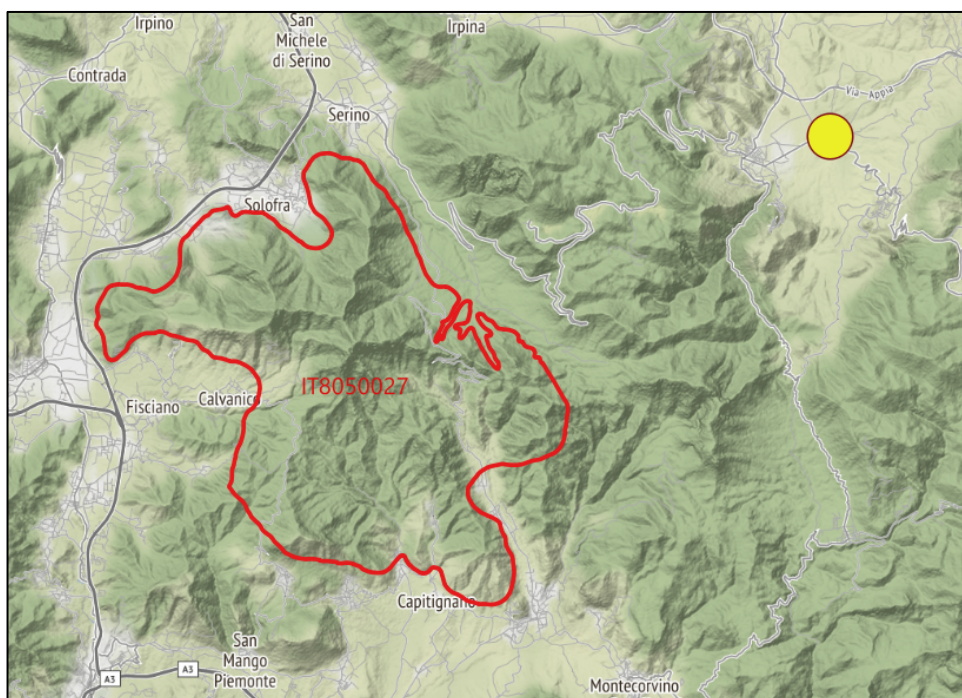 Irpino
San
Michele
di Serino
Irpina
Contrada
Serino
Via—Appia
Solofra
IT8050027
Calvanico
Fisciano
Capitignano
San
Mango
Piemonte
A3
A3
Montecorvino